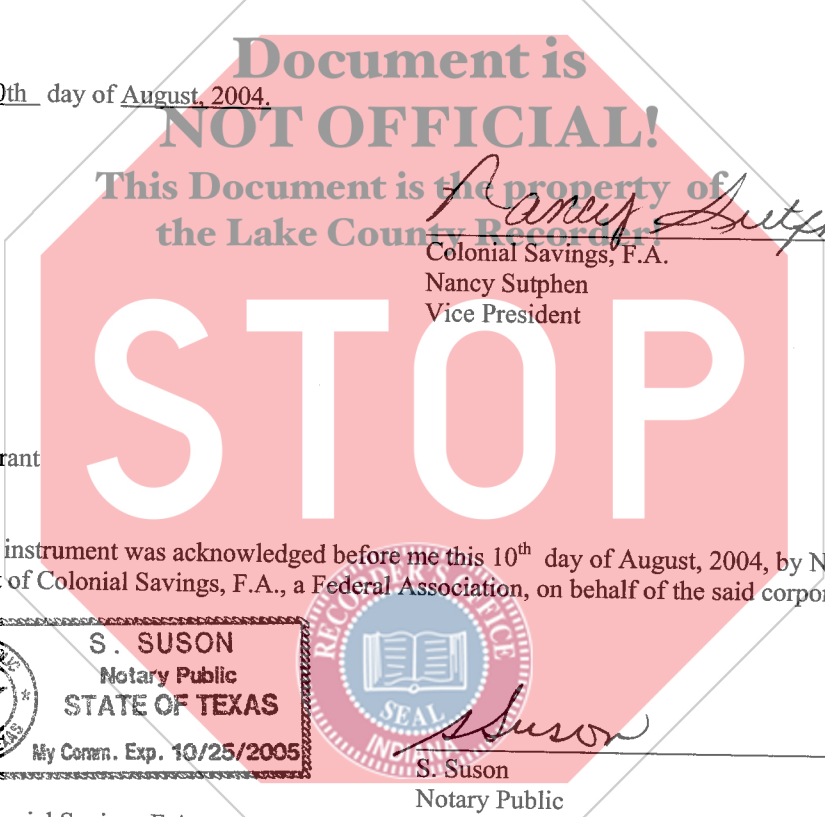 Document is
0th day of August, 2004.
NOT OFFICIAL!
This Document is the property of
the Lake County Recorder!
Nancy Sutph
Colonial Savings, F.A.
Nancy Sutphen
Vice President
STOP
rant
instrument was acknowledged before me this 10th day of August, 2004, by N
t of Colonial Savings, F.A., a Federal Association, on behalf of the said corpor
RECORDER'S OFFICE
SEAL
INDIANA
S. SUSON
Notary Public
STATE OF TEXAS
My Comm. Exp. 10/25/2005
S Suson
S. Suson
Notary Public